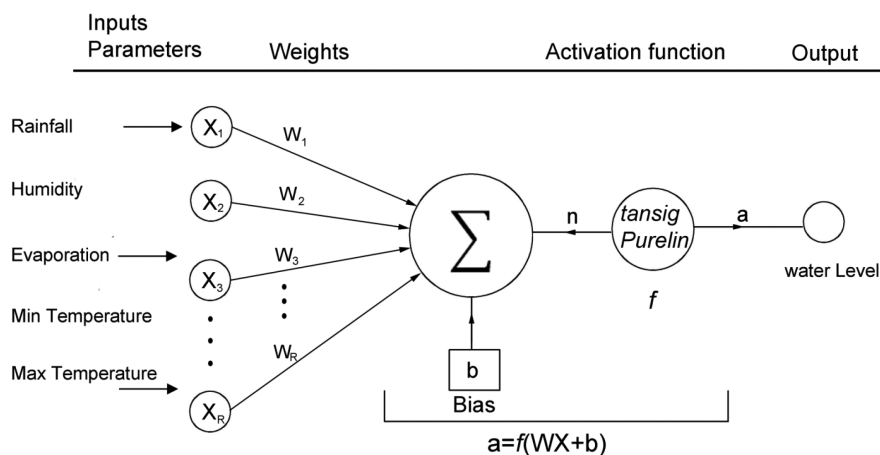 Inputs
Parameters
Weights
Activation function
Output
Rainfall
X1
W1
Humidity
X2
W2
Evaporation
X3
W3
Min Temperature
Max Temperature
XR
WR
∑
n
tansig
Purelin
f
a
water Level
b
Bias
a=f(WX+b)